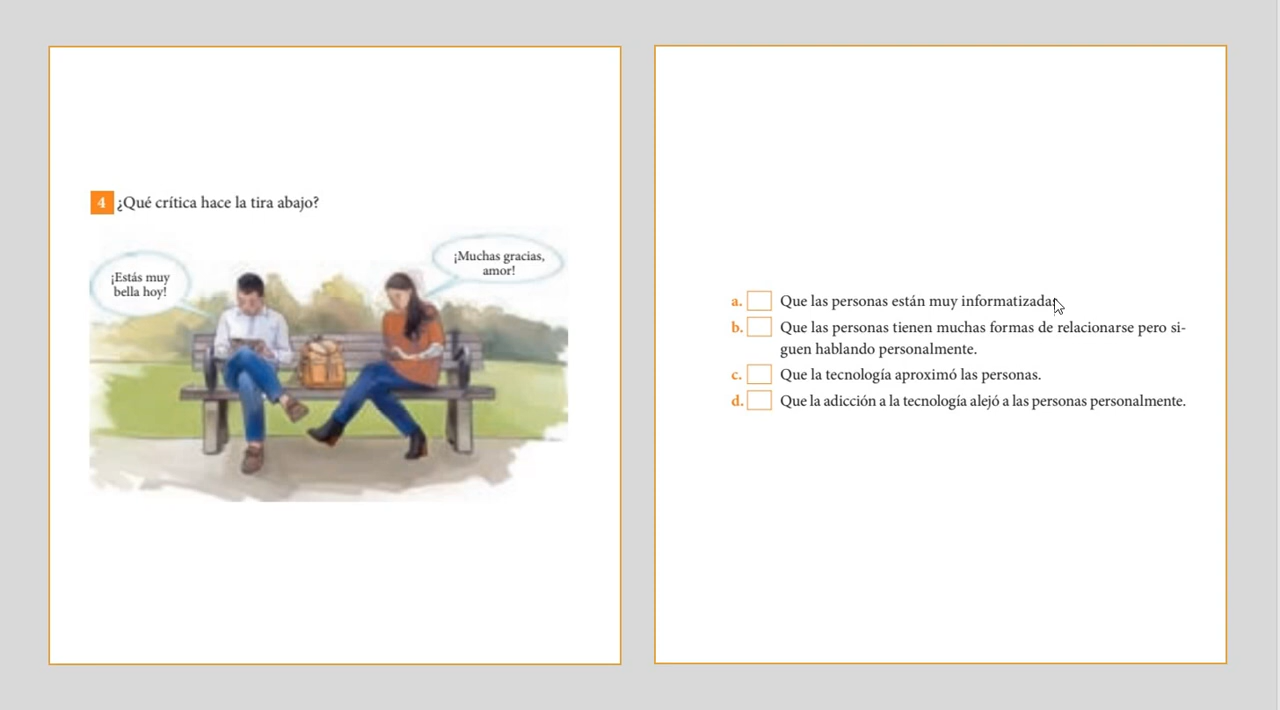 4 ¿Qué crítica hace la tira abajo?
¡Estás muy
bella hoy!
¡Muchas gracias,
amor!
a. Que las personas están muy informatizadas
b. Que las personas tienen muchas formas de relacionarse pero si-
guen hablando personalmente.
c. Que la tecnología aproximó las personas.
d. Que la adicción a la tecnología alejó a las personas personalmente.